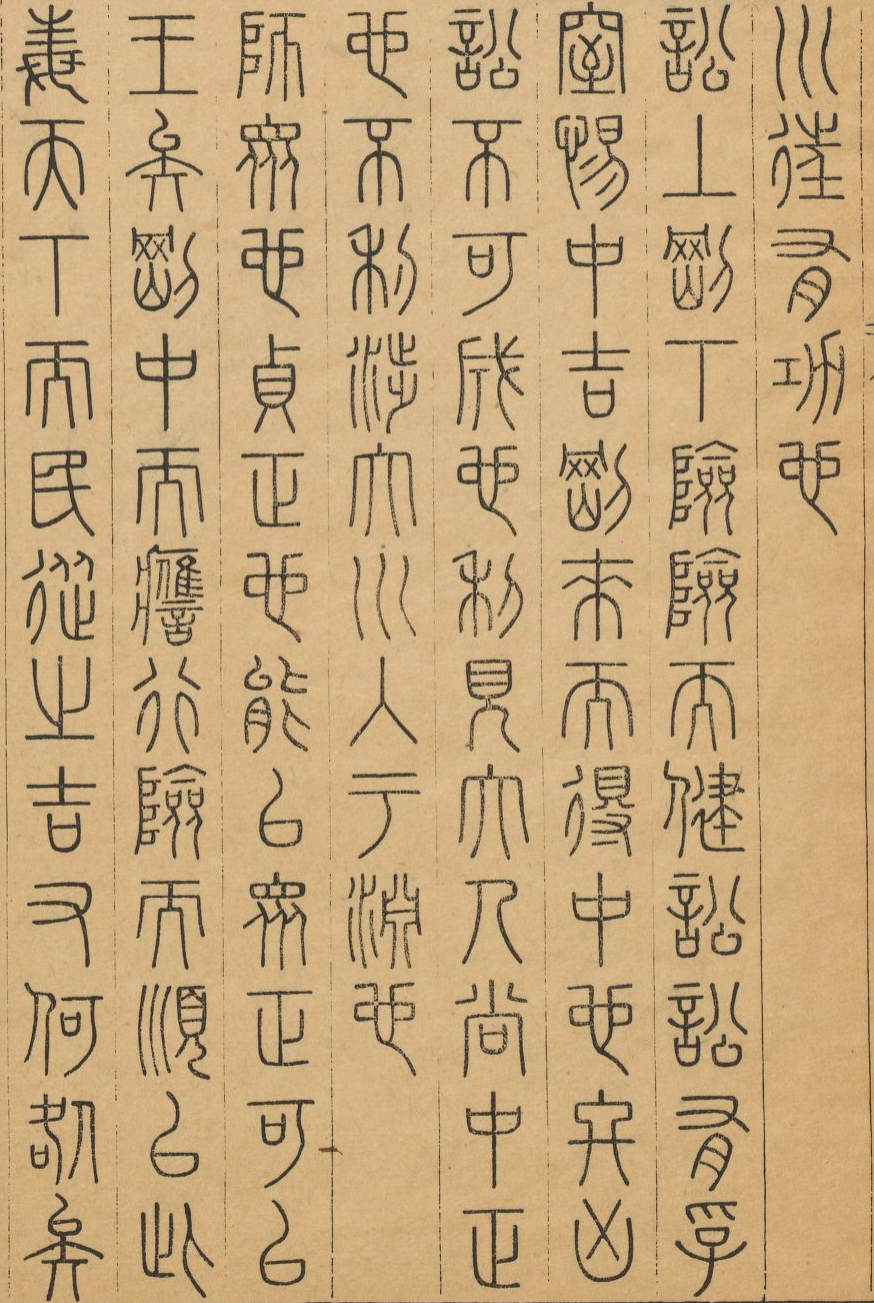 川往有功也
訟上剛下險險而健訟訟有孚
窒惕中吉剛來而得中也終凶
訟不可成也利見大人尚中正
也不利涉大川入于淵也
師眾也貞正也能以眾正可以
王矣剛中而譍行險而順以此
毒天下而民從之吉又何咎矣